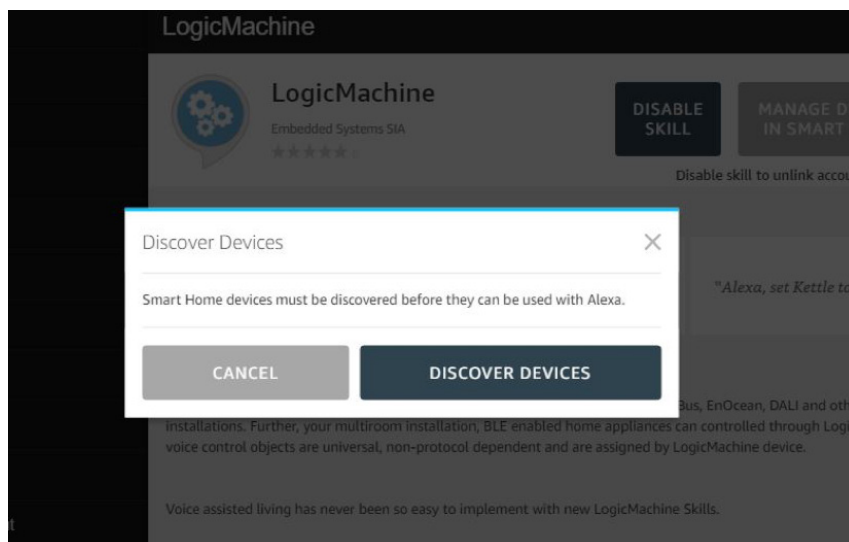 LogicMachine
LogicMachine
Embedded Systems SIA
DISABLE
SKILL
MANAGE D
IN SMART
Disable skill to unlink accou
Discover Devices
Smart Home devices must be discovered before they can be used with Alexa.
CANCEL
DISCOVER DEVICES
"Alexa, set Kettle to
Bus, EnOcean, DALI and oth
installations. Further, your multiroom installation, BLE enabled home appliances can controlled through Logi
voice control objects are universal, non-protocol dependent and are assigned by LogicMachine device.
Voice assisted living has never been so easy to implement with new LogicMachine Skills.